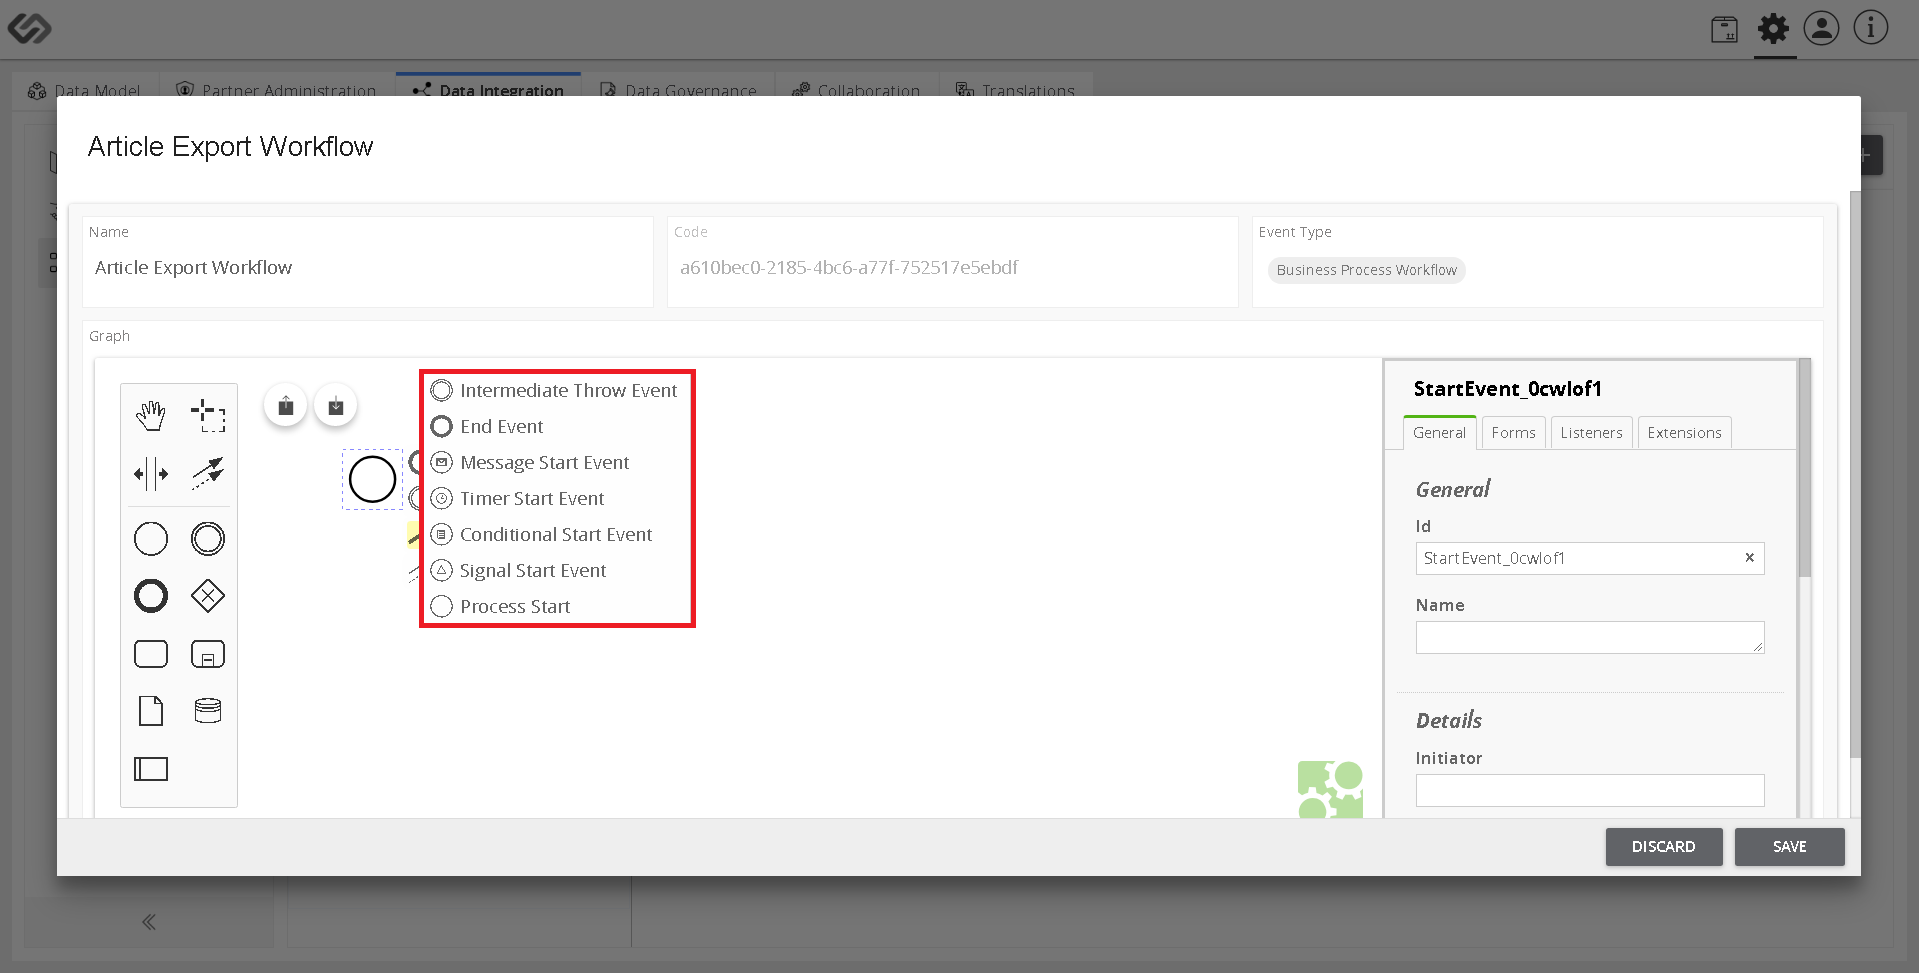 Data Model
Partner Administration
Data Integration
Data Governance
Collaboration
Translations
Article Export Workflow
Name
Article Export Workflow
Code
a610bec0-2185-4bc6-a77f-752517e5ebdf
Event Type
Business Process Workflow
Graph
Intermediate Throw Event
End Event
Message Start Event
Timer Start Event
Conditional Start Event
Signal Start Event
Process Start
StartEvent_0cwlof1
General
Forms
Listeners
Extensions
General
Id
StartEvent_0cwlof1
Name
Details
Initiator
DISCARD
SAVE